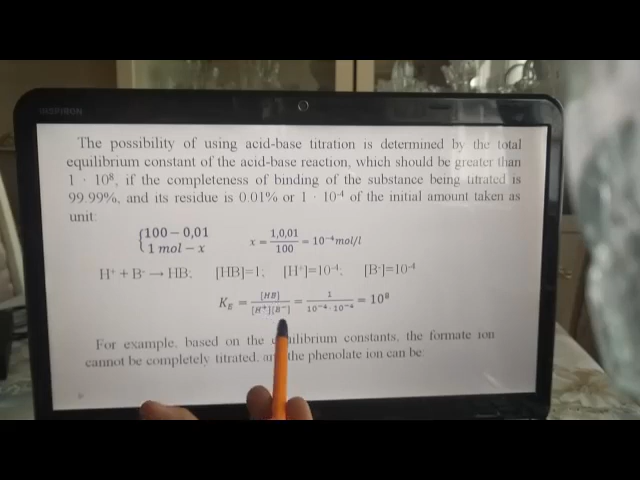 The possibility of using acid-base titration is determined by the total
equilibrium constant of the acid-base reaction, which should be greater than
1 · 10⁸, if the completeness of binding of the substance being titrated is
99.99%, and its residue is 0.01% or 1 · 10⁻⁴ of the initial amount taken as
unit:
{100 − 0,01
1 mol − x
x = 1,0,01/100 = 10⁻⁴mol/l
H⁺ + B⁻ → HB; [HB]=1; [H⁺]=10⁻⁴; [B⁻]=10⁻⁴
K_E = [HB]/[H⁺][B⁻] = 1/10⁻⁴·10⁻⁴ = 10⁸
For example, based on the equilibrium constants, the formate ion
cannot be completely titrated, and the phenolate ion can be: